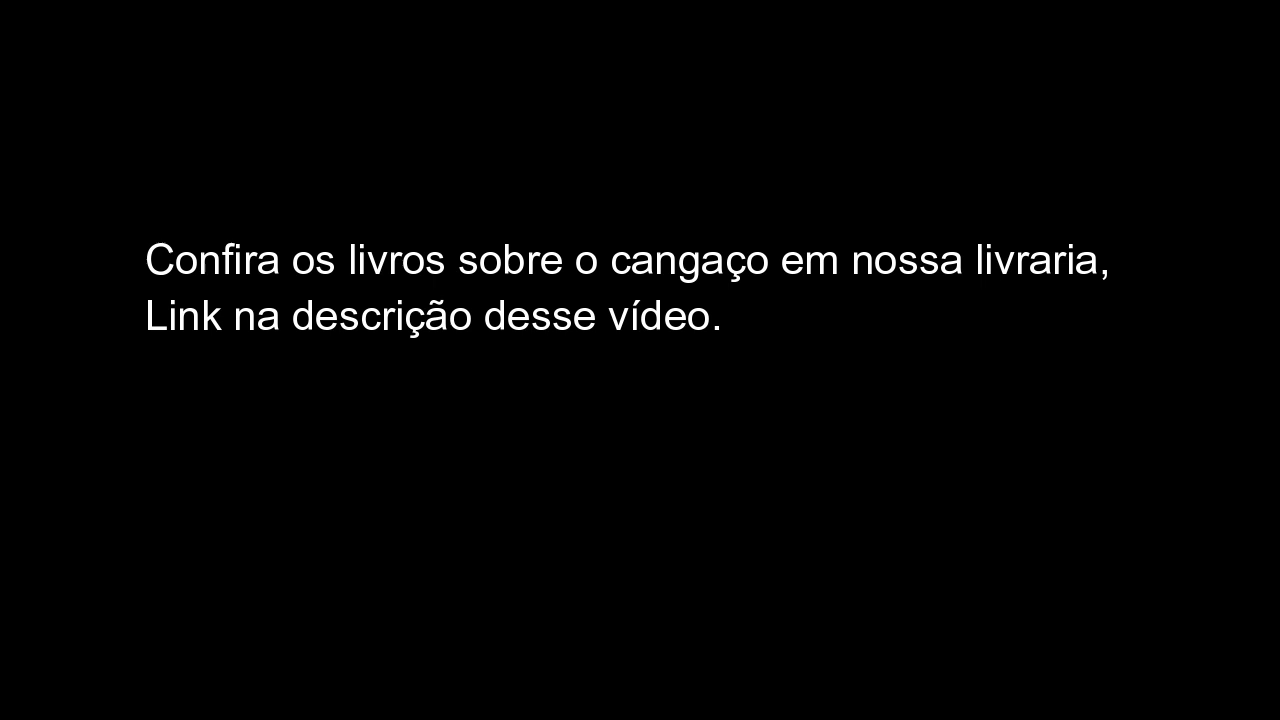 Confira os livros sobre o cangaço em nossa livraria,
Link na descrição desse vídeo.